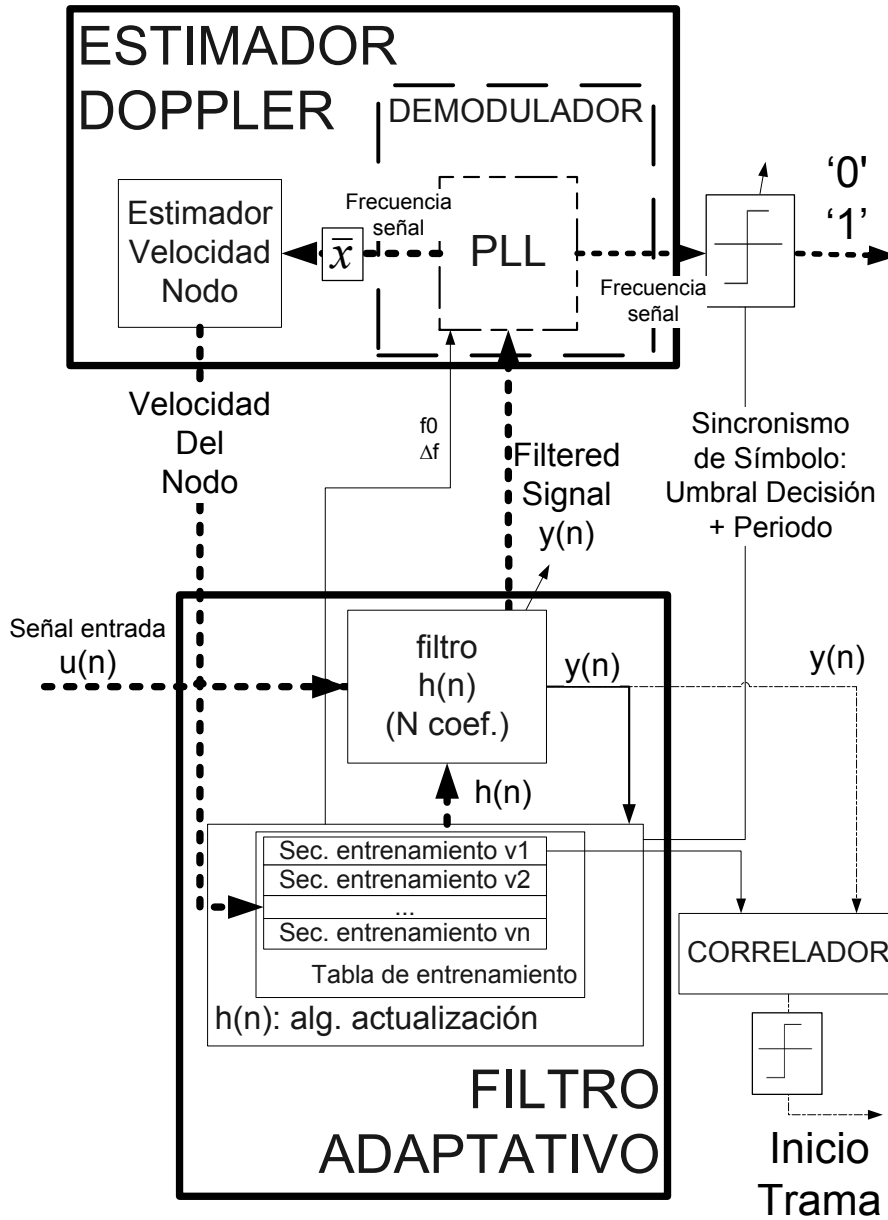 ESTIMADOR
DOPPLER
DEMODULADOR
Estimador
Velocidad
Nodo
Frecuencia
señal
x
PLL
Frecuencia
señal
‘0'
‘1’
Velocidad
Del
Nodo
f0
Δf
Filtered
Signal
y(n)
Sincronismo
de Símbolo:
Umbral Decisión
+ Periodo
Señal entrada
u(n)
filtro
h(n)
(N coef.)
y(n)
y(n)
h(n)
Sec. entrenamiento v1
Sec. entrenamiento v2
...
Sec. entrenamiento vn
Tabla de entrenamiento
h(n): alg. actualización
CORRELADOR
FILTRO
ADAPTATIVO
Inicio
Trama